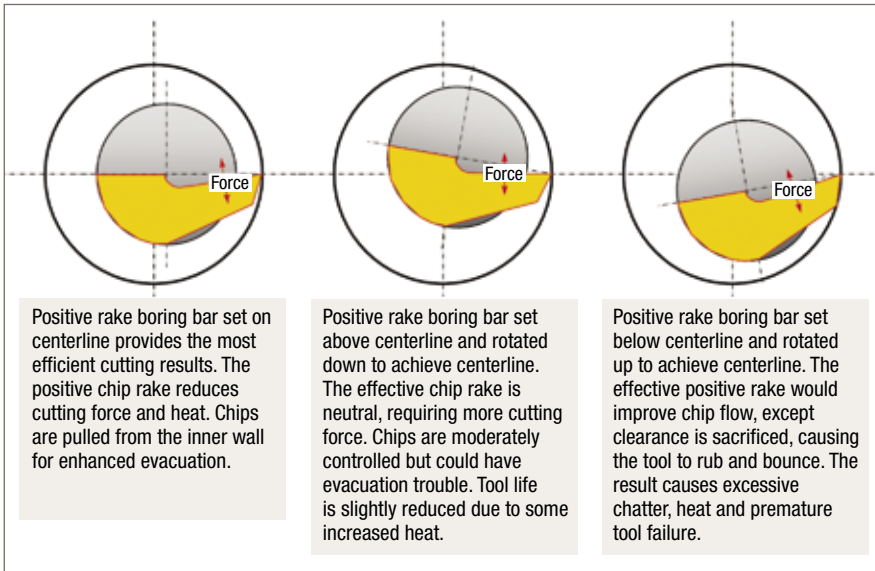 Force
Force
Force
Positive rake boring bar set on
centerline provides the most
efficient cutting results. The
positive chip rake reduces
cutting force and heat. Chips
are pulled from the inner wall
for enhanced evacuation.
Positive rake boring bar set
above centerline and rotated
down to achieve centerline.
The effective chip rake is
neutral, requiring more cutting
force. Chips are moderately
controlled but could have
evacuation trouble. Tool life
is slightly reduced due to some
increased heat.
Positive rake boring bar set
below centerline and rotated
up to achieve centerline. The
effective positive rake would
improve chip flow, except
clearance is sacrificed, causing
the tool to rub and bounce. The
result causes excessive
chatter, heat and premature
tool failure.